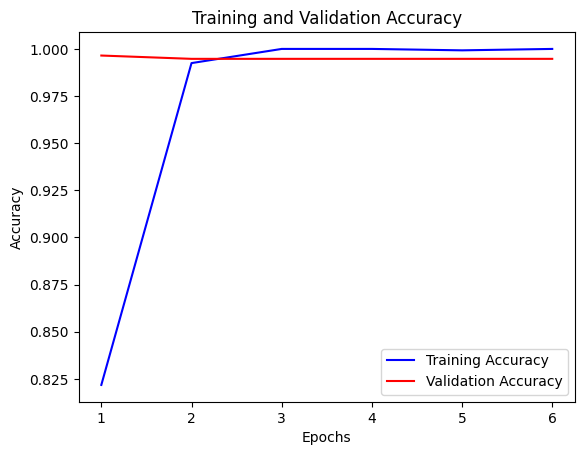 Training and Validation Accuracy
1.000
0.975
0.950
0.925
0.900
0.875
0.850
0.825
Accuracy
Training Accuracy
Validation Accuracy
1 2 3 4 5 6
Epochs